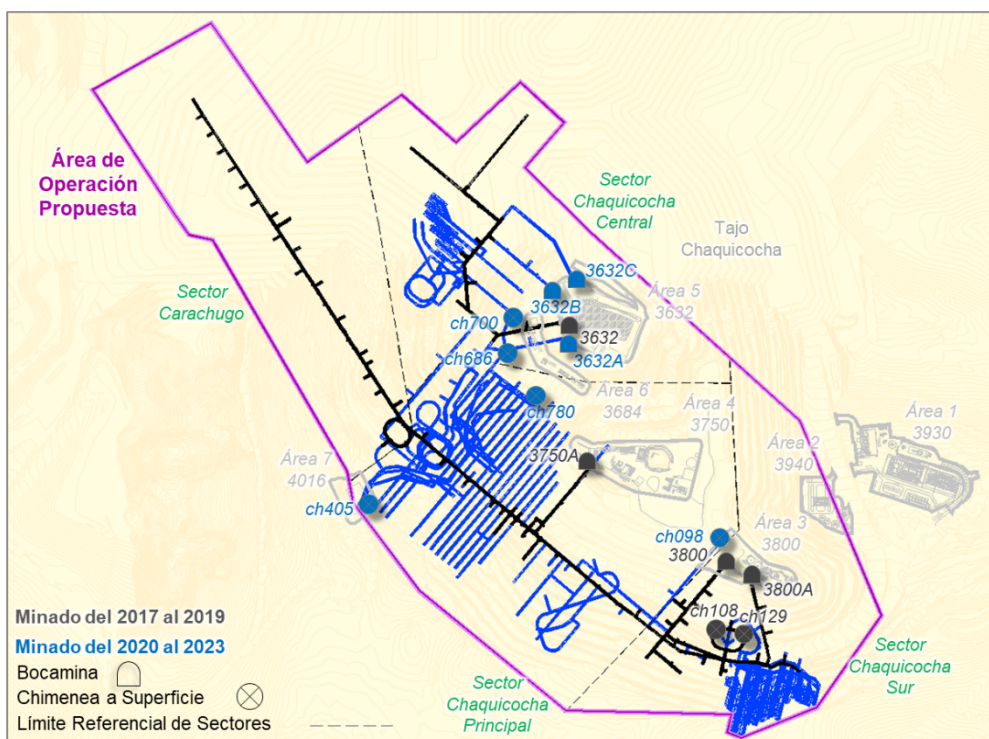 Área de
Operación
Propuesta
Sector
Chaquicocha
Central
Tajo
Chaquicocha
Sector
Carachugo
3632C
3632B
Área 5
3632
ch700
3632
ch686
3632A
ch780
Área 6
3684
Área 4
3750
Área 1
3930
Área 2
3940
3750A
Área 7
4016
ch405
ch098
Área 3
3800
3800
3800A
ch108
ch129
Sector
Chaquicocha
Sur
Sector
Chaquicocha
Principal
Minado del 2017 al 2019
Minado del 2020 al 2023
Bocamina
Chimenea a Superficie
Límite Referencial de Sectores